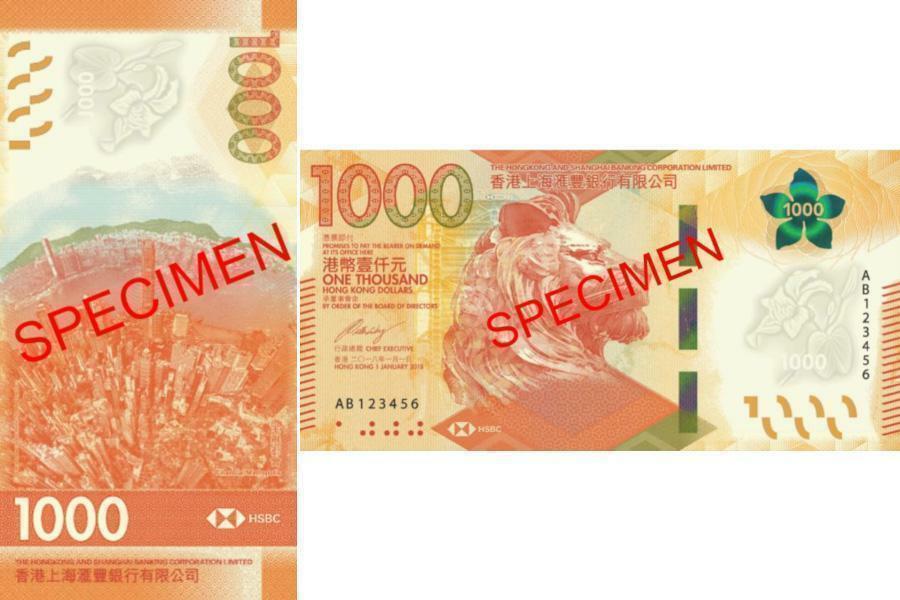 1000
1000
SPECIMEN
1000
HSBC
THE HONGKONG AND SHANGHAI BANKING CORPORATION LIMITED
香港上海滙豐銀行有限公司
1000
THE HONGKONG AND SHANGHAI BANKING CORPORATION LIMITED
香港上海滙豐銀行有限公司
憑票即付
PROMISES TO PAY THE BEARER ON DEMAND
AT ITS OFFICE HERE
港幣壹仟元
ONE THOUSAND
HONG KONG DOLLARS
承董事會命
BY ORDER OF THE BOARD OF DIRECTORS
行政總裁 CHIEF EXECUTIVE
香港 二〇一八年一月一日
HONG KONG 1 JANUARY 2018
AB123456
HSBC
SPECIMEN
1000
AB123456
1000
1000